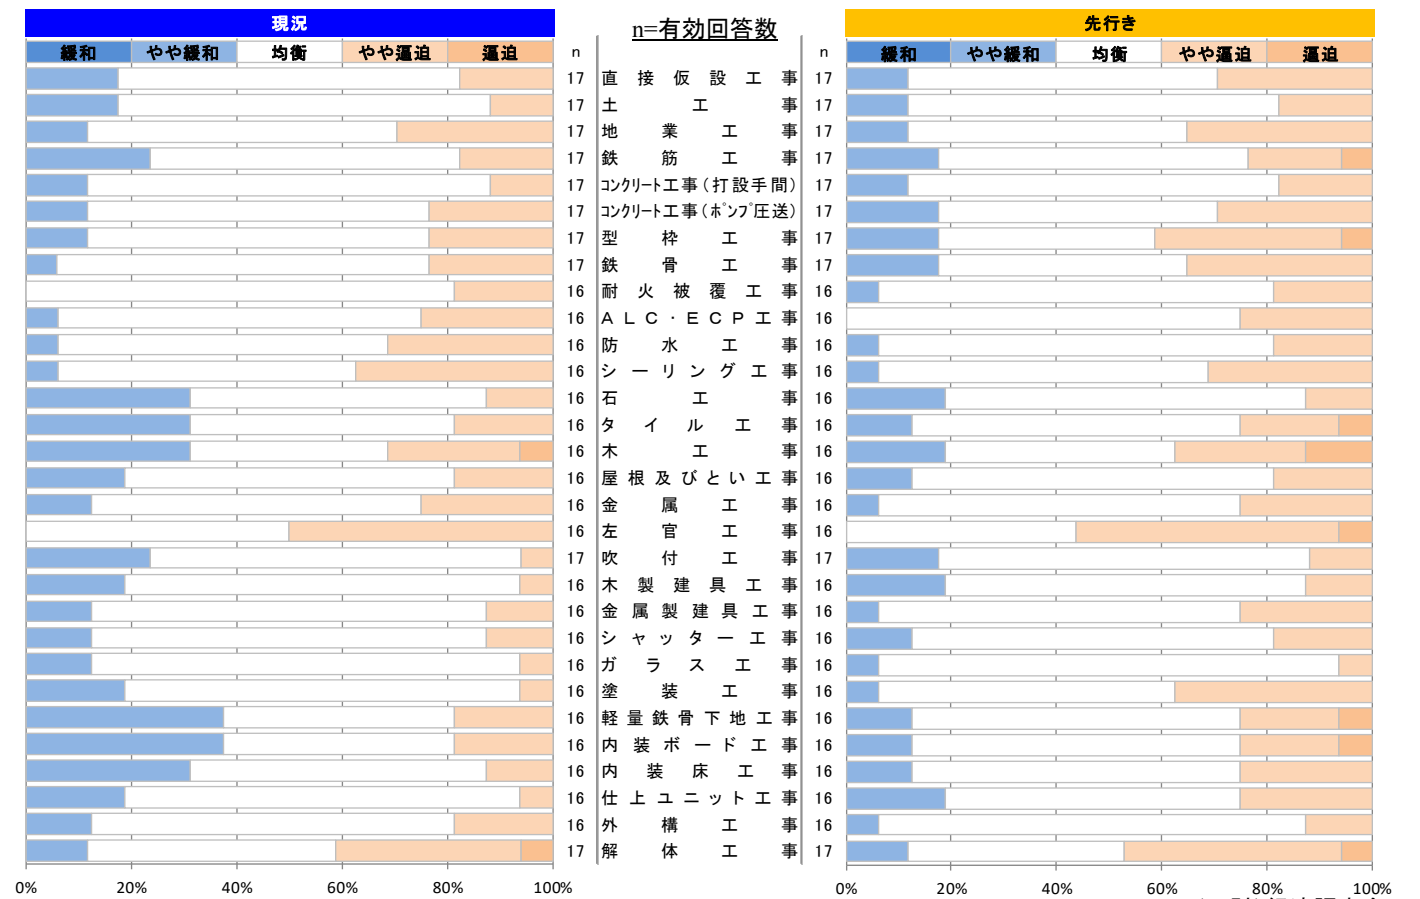 現況 n=有効回答数 先行き
緩和 やや緩和 均衡 やや逼迫 逼迫 n n 緩和 やや緩和 均衡 やや逼迫 逼迫
17 直接仮設工事 17
17 土工事 17
17 地業工事 17
17 鉄筋工事 17
17 コンクリート工事(打設手間) 17
17 コンクリート工事(ポンプ圧送) 17
17 型枠工事 17
17 鉄骨工事 17
16 耐火被覆工事 16
16 ALC・ECP工事 16
16 防水工事 16
16 シーリング工事 16
16 石工事 16
16 タイル工事 16
16 木工事 16
16 屋根及びとい工事 16
16 金属工事 16
16 左官工事 16
17 吹付工事 17
16 木製建具工事 16
16 金属製建具工事 16
16 シャッター工事 16
16 ガラス工事 16
16 塗装工事 16
16 軽量鉄骨下地工事 16
16 内装ボード工事 16
16 内装床工事 16
16 仕上ユニット工事 16
16 外構工事 16
17 解体工事 17
0% 20% 40% 60% 80% 100% 0% 20% 40% 60% 80% 100%